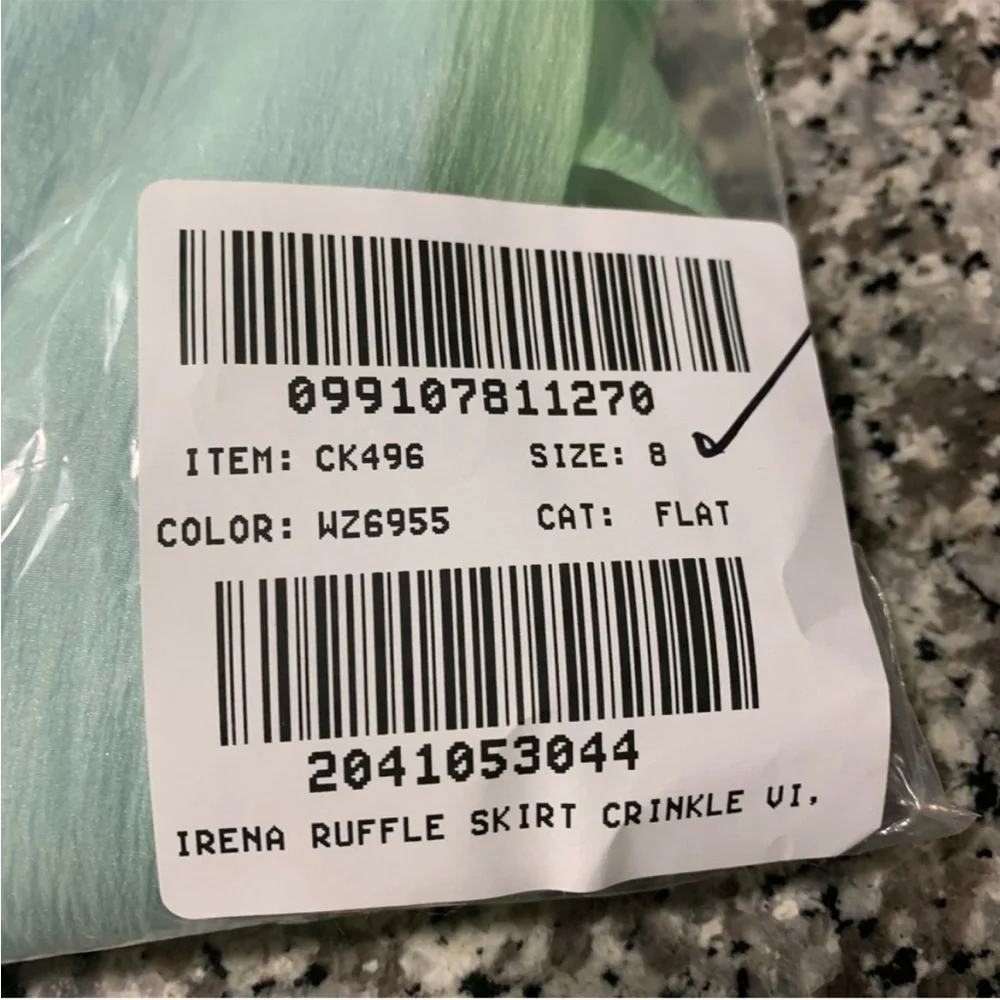 099107811270
ITEM: CK496 SIZE: 8
COLOR: WZ6955 CAT: FLAT
2041053044
IRENA RUFFLE SKIRT CRINKLE VI,